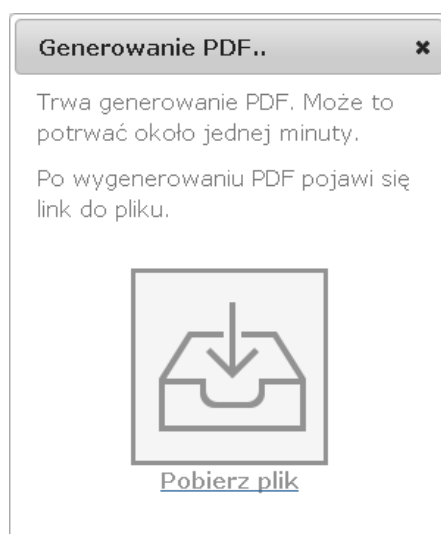 Generowanie PDF..
Trwa generowanie PDF. Może to
potrwać około jednej minuty.
Po wygenerowaniu PDF pojawi się
link do pliku.
Pobierz plik